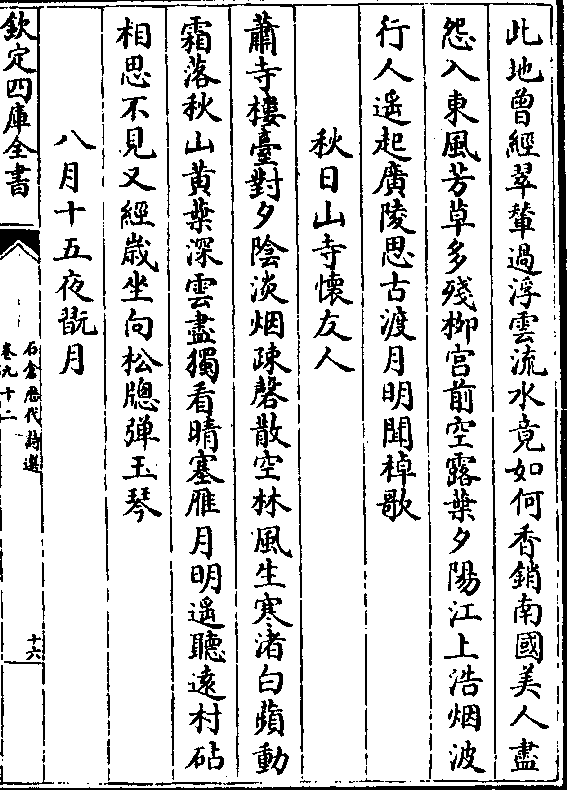 此地曾經翠輦過浮雲流水竟如何香銷南國美人盡
怨入東風芳草多殘栁宫前空露葉夕陽江上浩烟波
行人遥起廣陵思古渡月明聞棹歌
秋日山寺懷友人
蕭寺樓臺對夕陰淡烟疎磬散空林風生寒渚白蘋動
霜落秋山黄葉深雲盡獨看晴塞雁月明遥聽逺村砧
相思不見又經嵗坐向松牕弹玉琴
八月十五夜翫月
欽定四庫全書
石倉歴代詩選
卷九十二
十六